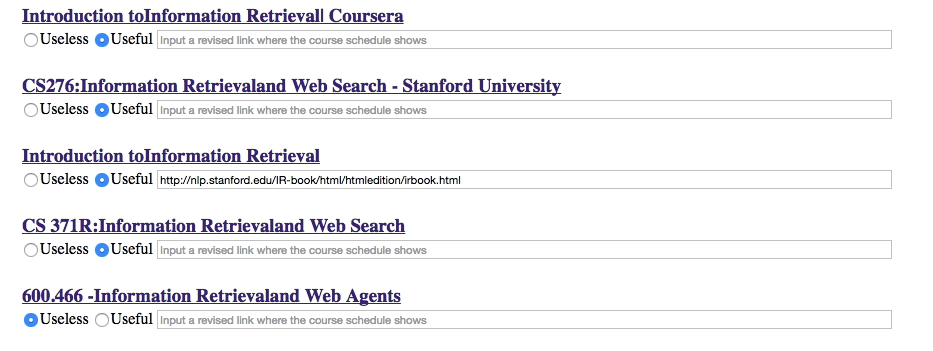 Introduction toInformation Retrievall Coursera
Useless Useful Input a revised link where the course schedule shows
CS276:Information Retrievaland Web Search - Stanford University
Useless Useful Input a revised link where the course schedule shows
Introduction toInformation Retrieval
Useless Useful http://nlp.stanford.edu/IR-book/html/htmledition/irbook.html
CS 371R:Information Retrievaland Web Search
Useless Useful Input a revised link where the course schedule shows
600.466 -Information Retrievaland Web Agents
Useless Useful Input a revised link where the course schedule shows